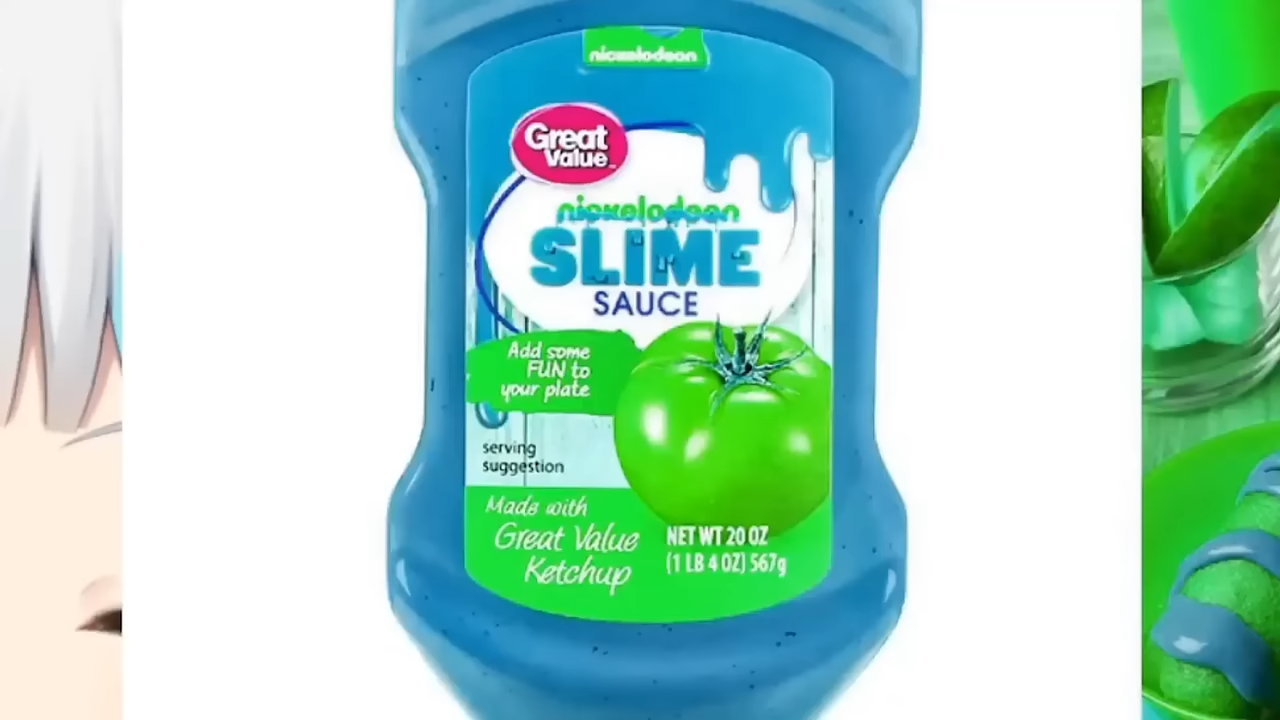 nickelodeon
Great
Value
nickelodeon
SLIME
SAUCE
Add some
FUN to
your plate
serving
suggestion
Made with
Great Value
Ketchup
NET WT 20 OZ
(1 LB 4 OZ) 567g